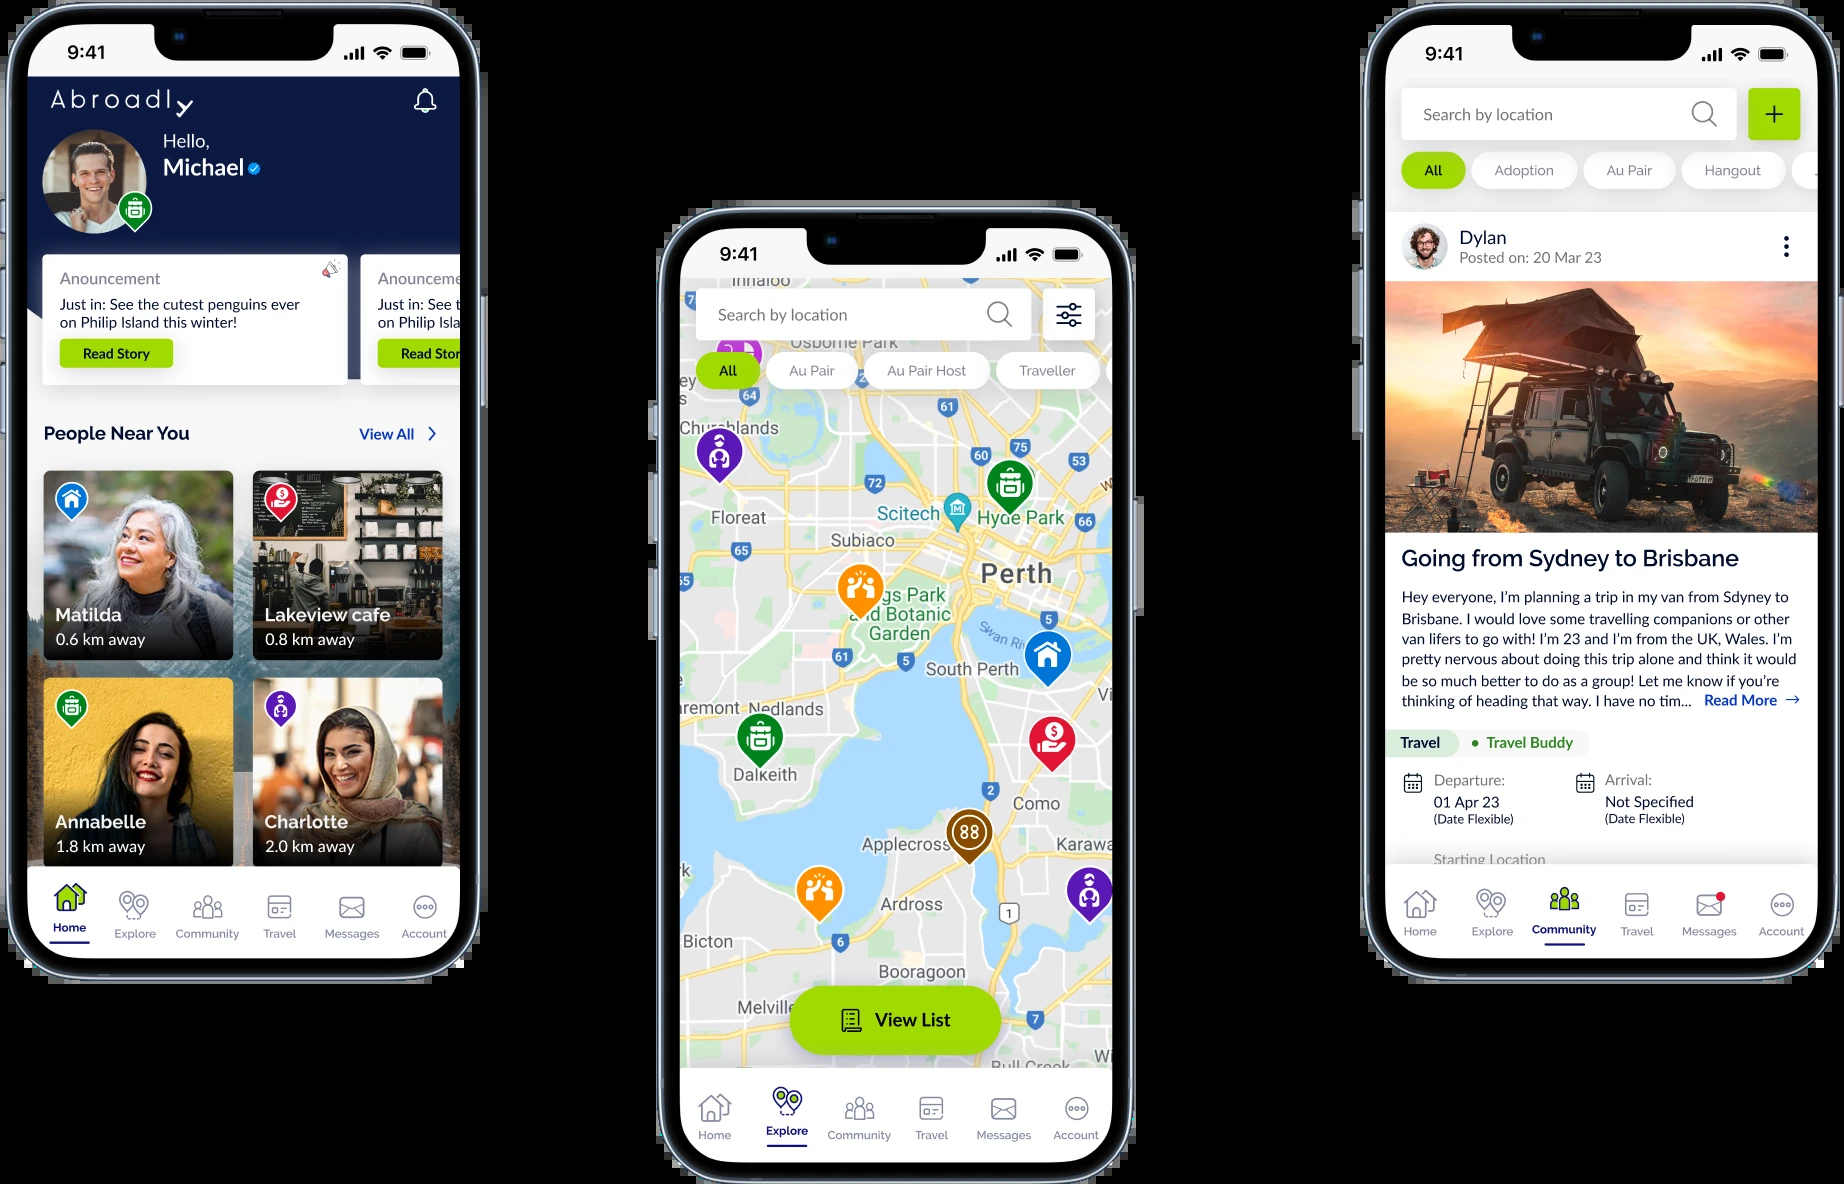 9:41
Abroadly
Hello,
Michael
Anouncement
Just in: See the cutest penguins ever
on Philip Island this winter!
Read Story
Anounceme
Just in: See t
on Philip Isla
Read Stor
People Near You
View All
Matilda
0.6 km away
Lakeview cafe
0.8 km away
Annabelle
1.8 km away
Charlotte
2.0 km away
Home
Explore
Community
Travel
Messages
Account
9:41
Innaloo
Search by location
Osborne Park
All
Au Pair
Au Pair Host
Traveller
64
2
61
Churchlands
60
75
53
72
Scitech
Hyde Park
66
Floreat
Subiaco
65
65
Perth
gs Park
and Botanic
Garden
5
Swan Riv
61
5
South Perth
Vi
aremont
Nedlands
Dalkeith
2
Como
88
Applecross
Karawa
rk
Ardross
1
Bicton
6
Booragoon
Melville
View List
7
Wi
Bull Creek
Home
Explore
Community
Travel
Messages
Account
9:41
Search by location
+
All
Adoption
Au Pair
Hangout
Dylan
Posted on: 20 Mar 23
Going from Sydney to Brisbane
Hey everyone, I'm planning a trip in my van from Sdyney to
Brisbane. I would love some travelling companions or other
van lifers to go with! I'm 23 and I'm from the UK, Wales. I'm
pretty nervous about doing this trip alone and think it would
be so much better to do as a group! Let me know if you're
thinking of heading that way. I have no tim... Read More →
Travel
• Travel Buddy
Departure:
01 Apr 23
(Date Flexible)
Arrival:
Not Specified
(Date Flexible)
Starting Location
Home
Explore
Community
Travel
Messages
Account